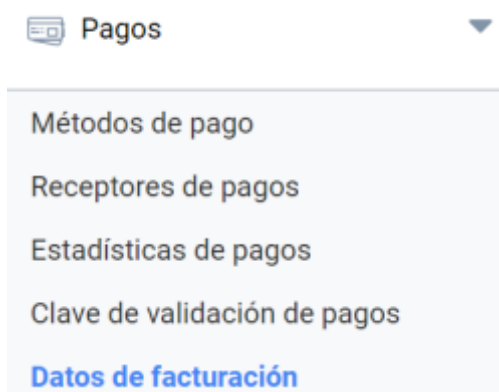 Pagos
Métodos de pago
Receptores de pagos
Estadísticas de pagos
Clave de validación de pagos
Datos de facturación